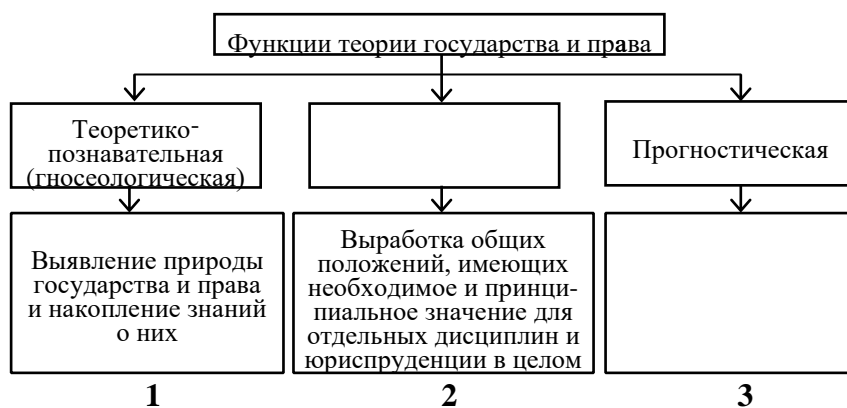 Функции теории государства и права
Теоретико-
познавательная
(гносеологическая)
Прогностическая
Выявление природы
государства и права
и накопление знаний
о них
Выработка общих
положений, имеющих
необходимое и принци-
пиальное значение для
отдельных дисциплин и
юриспруденции в целом
1
2
3